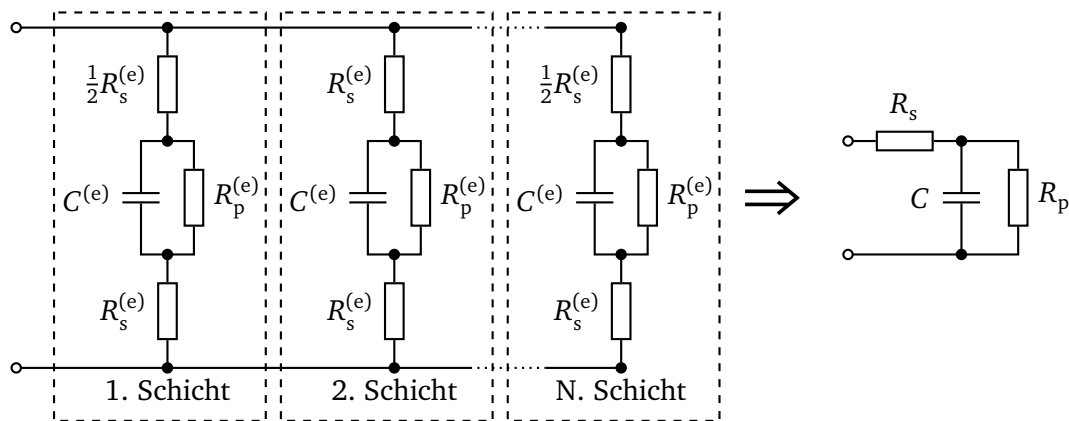 ½R_s^(e) R_s^(e) ½R_s^(e)
R_s
C^(e) R_p^(e) C^(e) R_p^(e) C^(e) R_p^(e) C R_p
R_s^(e) R_s^(e) R_s^(e)
1. Schicht 2. Schicht N. Schicht